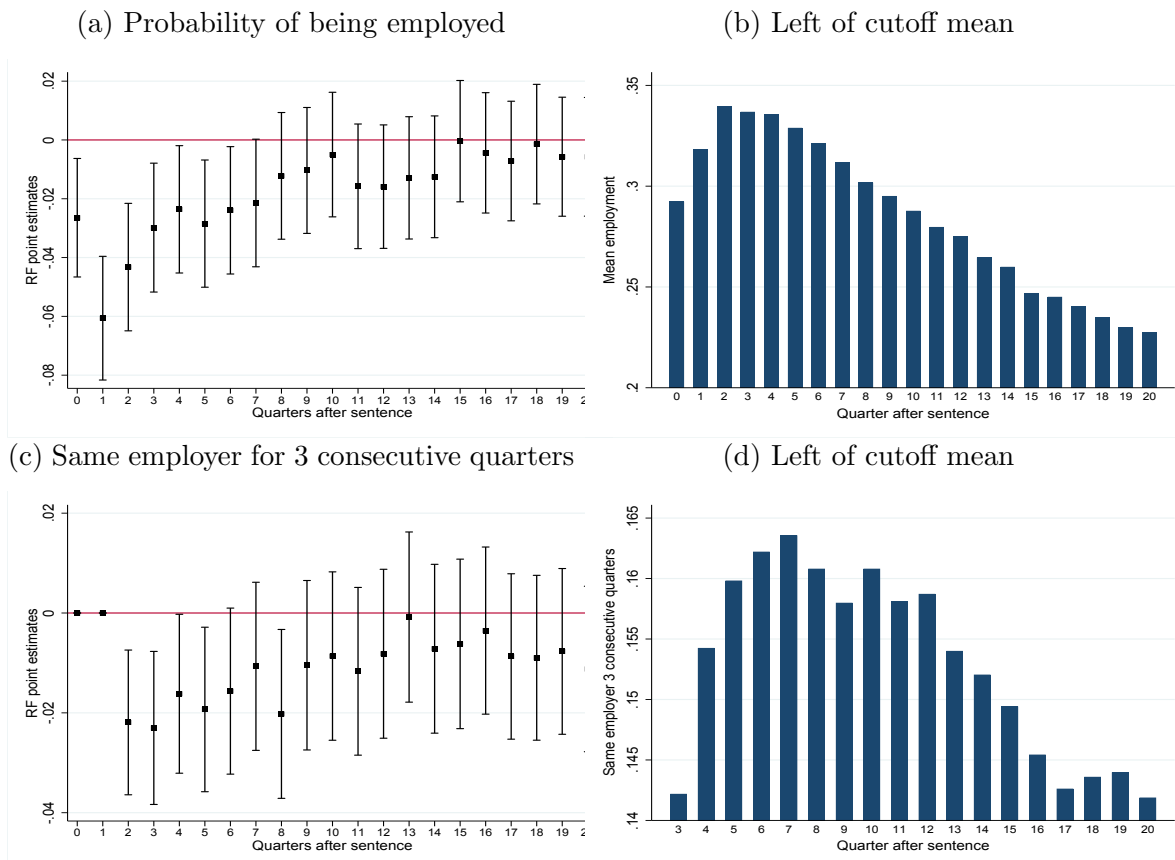 (a) Probability of being employed
(b) Left of cutoff mean
RF point estimates
.02
0
-.02
-.04
-.06
-.08
0 1 2 3 4 5 6 7 8 9 10 11 12 13 14 15 16 17 18 19 2
Quarters after sentence
Mean employment
.35
.3
.25
.2
0 1 2 3 4 5 6 7 8 9 10 11 12 13 14 15 16 17 18 19 20
Quarter after sentence
(c) Same employer for 3 consecutive quarters
(d) Left of cutoff mean
RF point estimates
.02
0
-.02
-.04
0 1 2 3 4 5 6 7 8 9 10 11 12 13 14 15 16 17 18 19 2
Quarters after sentence
Same employer 3 consecutive quarters
.165
.16
.155
.15
.145
.14
3 4 5 6 7 8 9 10 11 12 13 14 15 16 17 18 19 20
Quarter after sentence